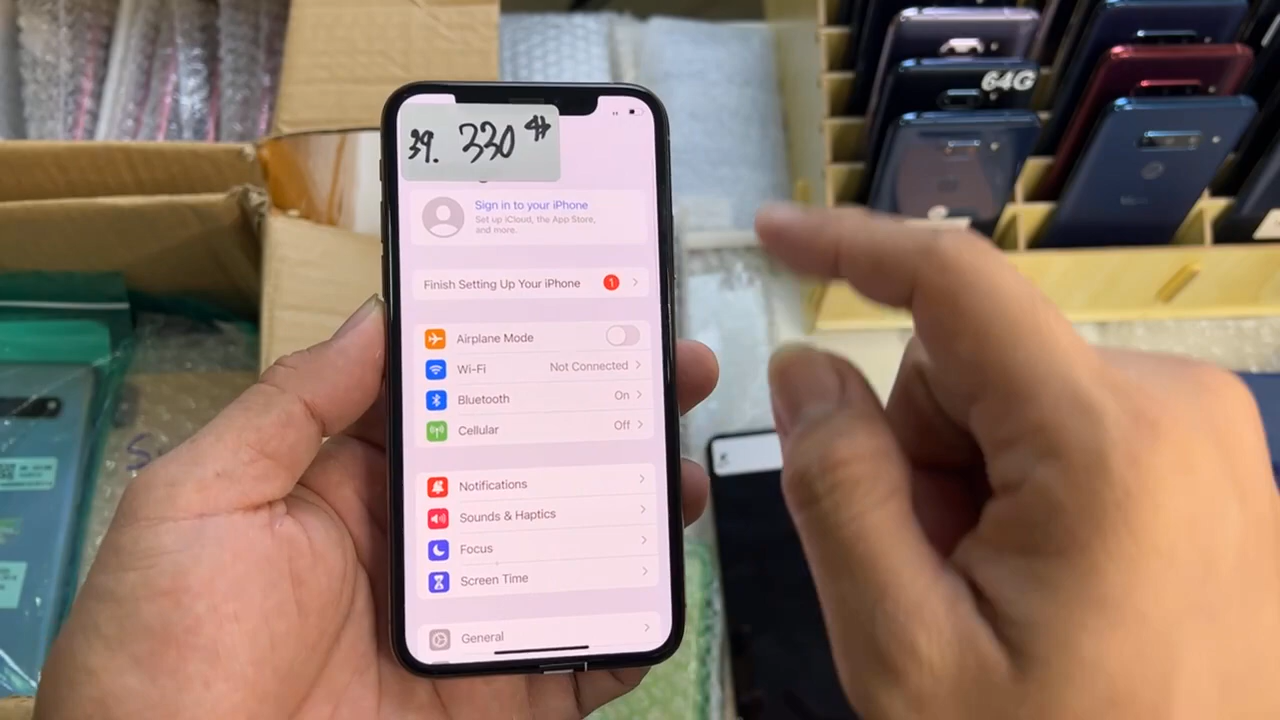 39. 330
Sign in to your iPhone
Set up iCloud, the App Store,
and more.
Finish Setting Up Your iPhone 1
Airplane Mode
Wi-Fi Not Connected
Bluetooth On
Cellular Off
Notifications
Sounds & Haptics
Focus
Screen Time
General
64G